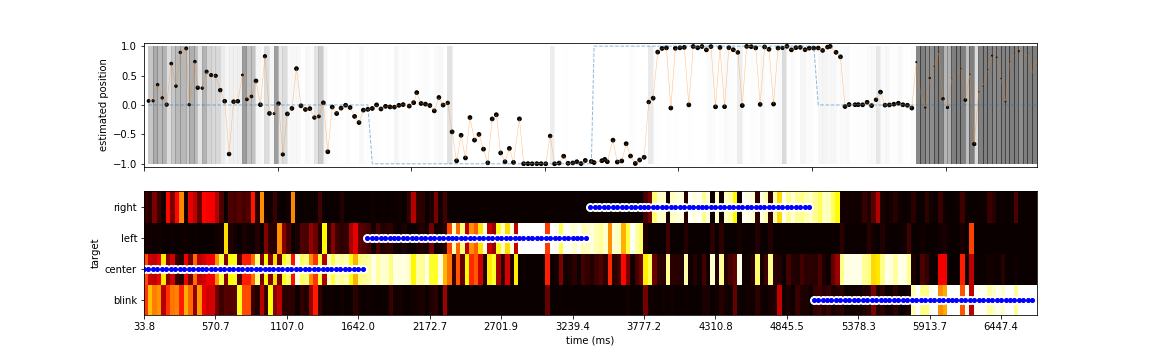 1.0
0.5
0.0
−0.5
−1.0
estimated position
right
left
center
blink
target
33.8 570.7 1107.0 1642.0 2172.7 2701.9 3239.4 3777.2 4310.8 4845.5 5378.3 5913.7 6447.4
time (ms)